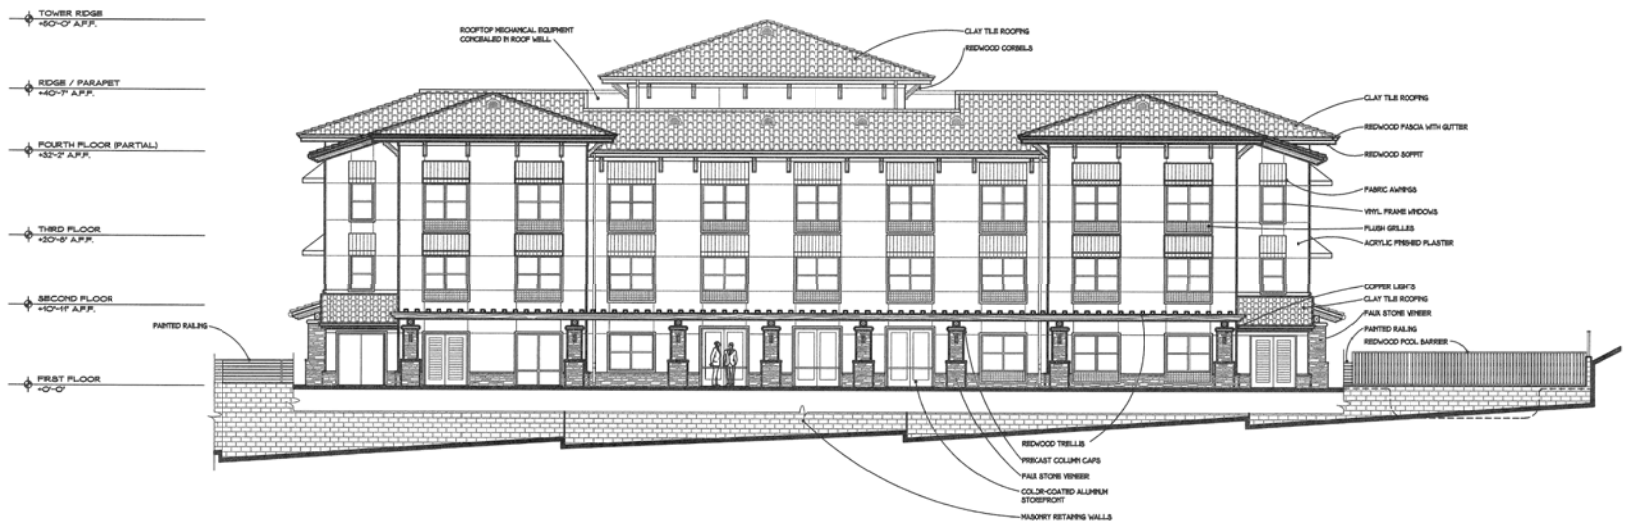 TOWER RIDGE
+50'-0" A.F.F.
RIDGE / PARAPET
+40'-7" A.F.F.
FOURTH FLOOR (PARTIAL)
+32'-2" A.F.F.
THIRD FLOOR
+20'-8" A.F.F.
SECOND FLOOR
+10'-11" A.F.F.
FIRST FLOOR
+0'-0"
PAINTED RAILING
ROOFTOP MECHANICAL EQUIPMENT
CONCEALED IN ROOF WELL
CLAY TILE ROOFING
REDWOOD CORBELS
CLAY TILE ROOFING
REDWOOD FASCIA WITH GUTTER
REDWOOD SOFFIT
FABRIC AWNINGS
VINYL FRAME WINDOWS
FLUSH GRILLES
ACRYLIC FINISHED PLASTER
COPPER LIGHTS
CLAY TILE ROOFING
FAUX STONE VENEER
PAINTED RAILING
REDWOOD POOL BARRIER
REDWOOD TRELLIS
PRECAST COLUMN CAPS
FAUX STONE VENEER
COLOR-COATED ALUMINUM
STOREFRONT
MASONRY RETAINING WALLS